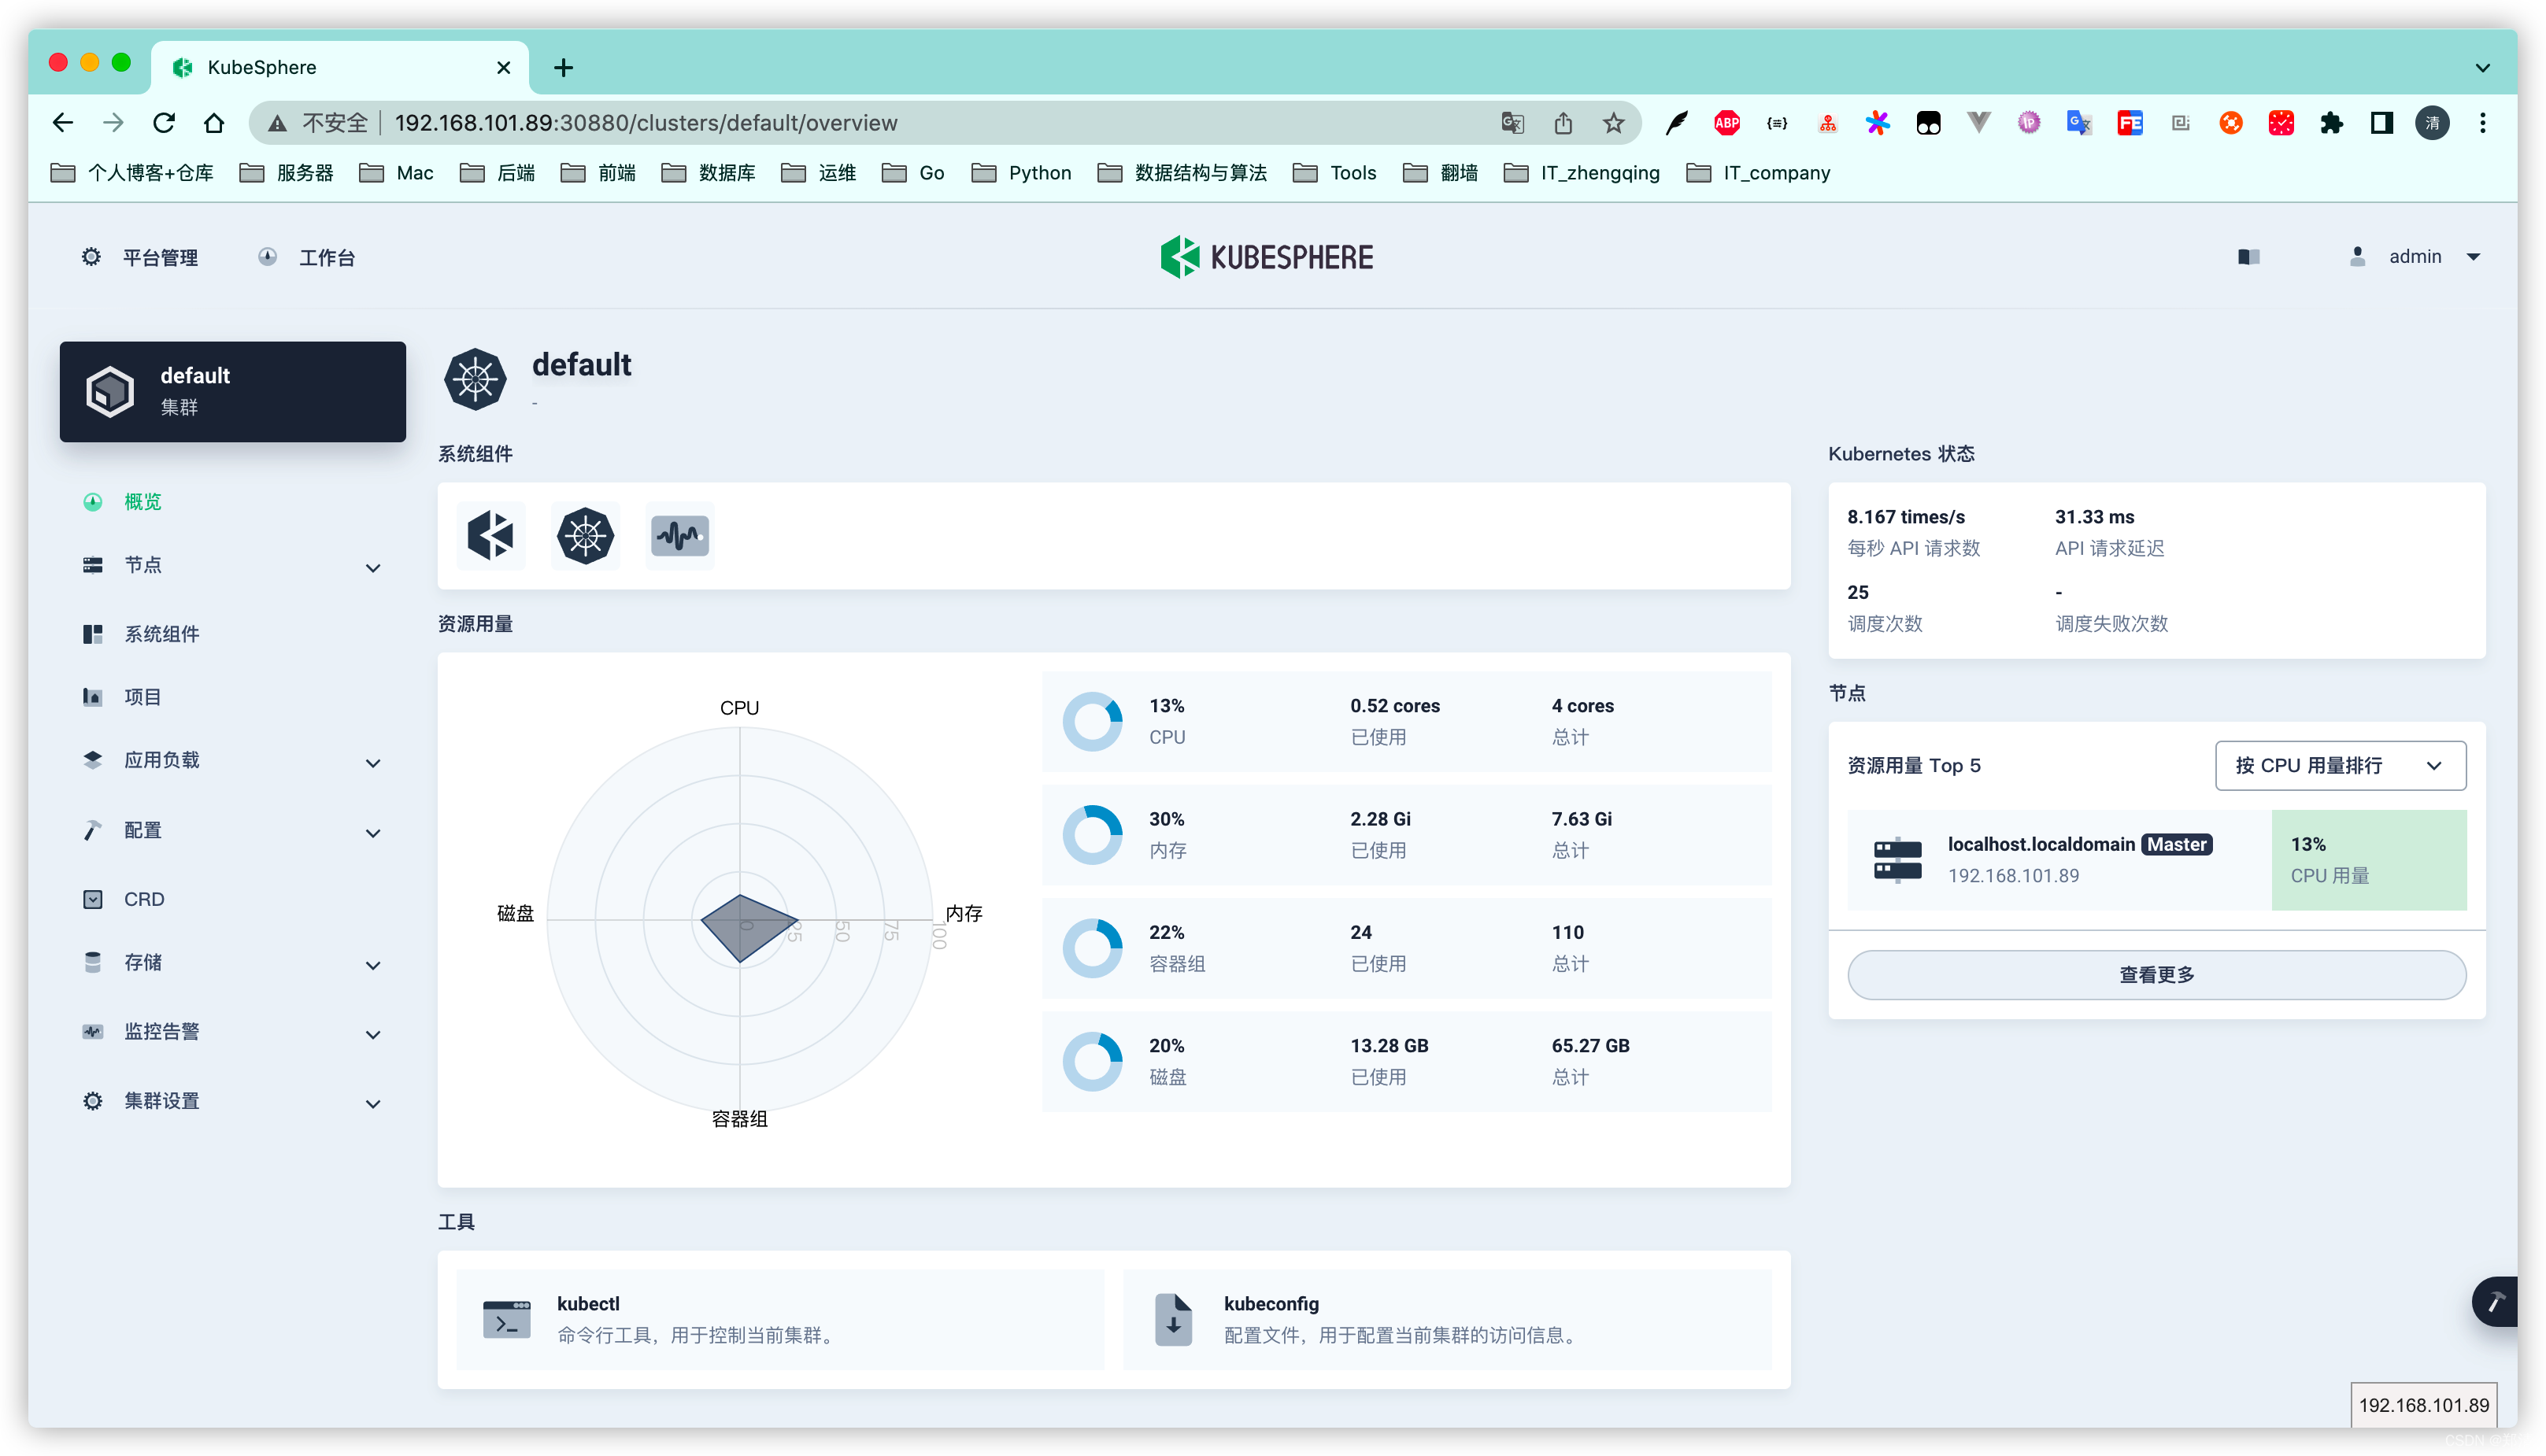 KubeSphere
不安全 192.168.101.89:30880/clusters/default/overview
ABP
清
个人博客+仓库 服务器 Mac 后端 前端 数据库 运维 Go Python 数据结构与算法 Tools 翻墙 IT_zhengqing IT_company
平台管理 工作台
KUBESPHERE
admin
default
集群
概览
节点
系统组件
项目
应用负载
配置
CRD
存储
监控告警
集群设置
default
-
系统组件
资源用量
CPU
内存
容器组
磁盘
0 25 50 75 100
13% 0.52 cores 4 cores
CPU 已使用 总计
30% 2.28 Gi 7.63 Gi
内存 已使用 总计
22% 24 110
容器组 已使用 总计
20% 13.28 GB 65.27 GB
磁盘 已使用 总计
工具
kubectl
命令行工具，用于控制当前集群。
kubeconfig
配置文件，用于配置当前集群的访问信息。
Kubernetes 状态
8.167 times/s 31.33 ms
每秒 API 请求数 API 请求延迟
25 -
调度次数 调度失败次数
节点
资源用量 Top 5 按 CPU 用量排行
localhost.localdomain Master 13%
192.168.101.89 CPU 用量
查看更多
192.168.101.89